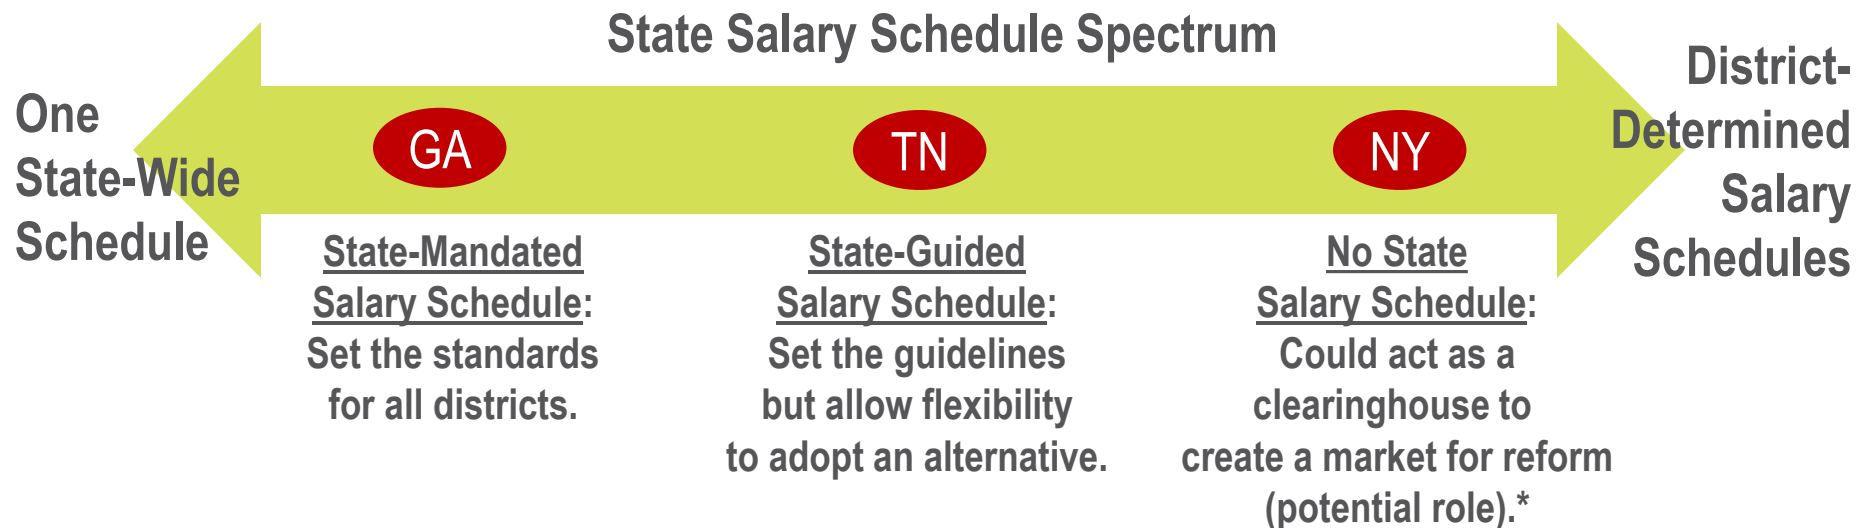 State Salary Schedule Spectrum
One
State-Wide
Schedule
GA
TN
NY
District-
Determined
Salary
Schedules
State-Mandated
Salary Schedule:
Set the standards
for all districts.
State-Guided
Salary Schedule:
Set the guidelines
but allow flexibility
to adopt an alternative.
No State
Salary Schedule:
Could act as a
clearinghouse to
create a market for reform
(potential role).*